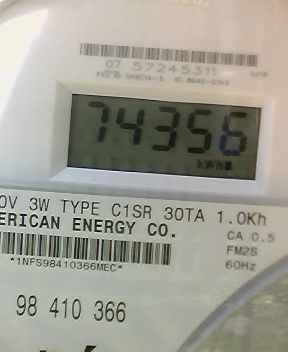 07 57245311
74356
kWh
0V 3W TYPE C1SR 30TA 1.0Kh
ERICAN ENERGY CO.
CA 0.5
FM2S
60Hz
*1NFS98410366MEC*
98 410 366